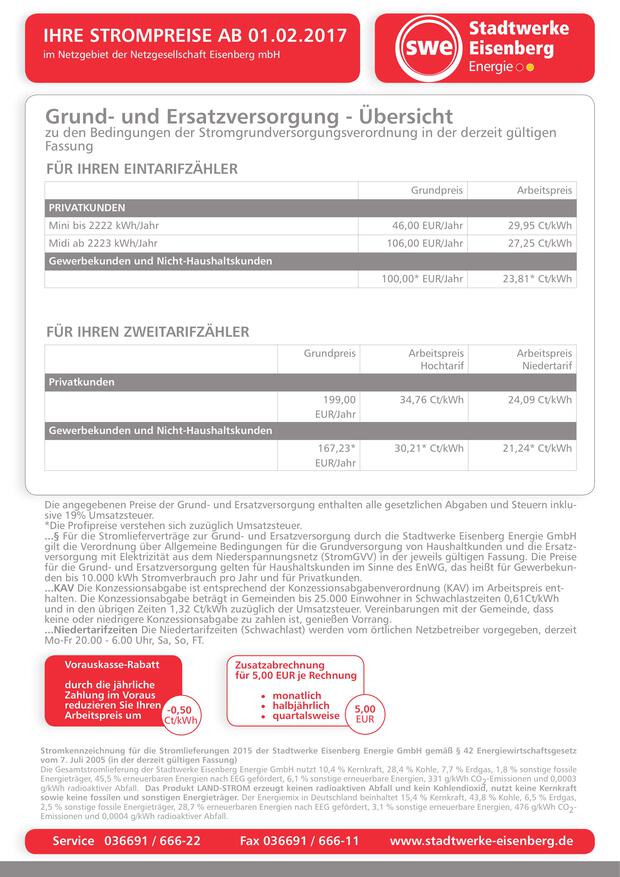 IHRE STROMPREISE AB 01.02.2017
im Netzgebiet der Netzgesellschaft Eisenberg mbH
swe
Stadtwerke
Eisenberg
Energie
Grund- und Ersatzversorgung - Übersicht
zu den Bedingungen der Stromgrundversorgungsverordnung in der derzeit gültigen
Fassung
FÜR IHREN EINTARIFZÄHLER
Grundpreis Arbeitspreis
PRIVATKUNDEN
Mini bis 2222 kWh/Jahr 46,00 EUR/Jahr 29,95 Ct/kWh
Midi ab 2223 kWh/Jahr 106,00 EUR/Jahr 27,25 Ct/kWh
Gewerbekunden und Nicht-Haushaltskunden
100,00* EUR/Jahr 23,81* Ct/kWh
FÜR IHREN ZWEITARIFZÄHLER
Grundpreis Arbeitspreis Arbeitspreis
Hochtarif Niedertarif
Privatkunden
199,00 34,76 Ct/kWh 24,09 Ct/kWh
EUR/Jahr
Gewerbekunden und Nicht-Haushaltskunden
167,23* 30,21* Ct/kWh 21,24* Ct/kWh
EUR/Jahr
Die angegebenen Preise der Grund- und Ersatzversorgung enthalten alle gesetzlichen Abgaben und Steuern inklu-
sive 19% Umsatzsteuer.
*Die Profipreise verstehen sich zuzüglich Umsatzsteuer.
...§ Für die Stromlieferverträge zur Grund- und Ersatzversorgung durch die Stadtwerke Eisenberg Energie GmbH
gilt die Verordnung über Allgemeine Bedingungen für die Grundversorgung von Haushaltkunden und die Ersatz-
versorgung mit Elektrizität aus dem Niederspannungsnetz (StromGVV) in der jeweils gültigen Fassung. Die Preise
für die Grund- und Ersatzversorgung gelten für Haushaltskunden im Sinne des EnWG, das heißt für Gewerbekun-
den bis 10.000 kWh Stromverbrauch pro Jahr und für Privatkunden.
...KAV Die Konzessionsabgabe ist entsprechend der Konzessionsabgabenverordnung (KAV) im Arbeitspreis ent-
halten. Die Konzessionsabgabe beträgt in Gemeinden bis 25.000 Einwohner in Schwachlastzeiten 0,61Ct/kWh
und in den übrigen Zeiten 1,32 Ct/kWh zuzüglich der Umsatzsteuer. Vereinbarungen mit der Gemeinde, dass
keine oder niedrigere Konzessionsabgabe zu zahlen ist, genießen Vorrang.
...Niedertarifzeiten Die Niedertarifzeiten (Schwachlast) werden vom örtlichen Netzbetreiber vorgegeben, derzeit
Mo-Fr 20.00 - 6.00 Uhr, Sa, So, FT.
Vorauskasse-Rabatt
durch die jährliche
Zahlung im Voraus
reduzieren Sie Ihren
Arbeitspreis um
-0,50
Ct/kWh
Zusatzabrechnung
für 5,00 EUR je Rechnung
• monatlich
• halbjährlich
• quartalsweise
5,00
EUR
Stromkennzeichnung für die Stromlieferungen 2015 der Stadtwerke Eisenberg Energie GmbH gemäß § 42 Energiewirtschaftsgesetz
vom 7. Juli 2005 (in der derzeit gültigen Fassung)
Die Gesamtstromlieferung der Stadtwerke Eisenberg Energie GmbH nutzt 10,4 % Kernkraft, 28,4 % Kohle, 7,7 % Erdgas, 1,8 % sonstige fossile
Energieträger, 45,5 % erneuerbaren Energien nach EEG gefördert, 6,1 % sonstige erneuerbare Energien, 331 g/kWh CO2-Emissionen und 0,0003
g/kWh radioaktiver Abfall. Das Produkt LAND-STROM erzeugt keinen radioaktiven Abfall und kein Kohlendioxid, nutzt keine Kernkraft
sowie keine fossilen und sonstigen Energieträger. Der Energiemix in Deutschland beinhaltet 15,4 % Kernkraft, 43,8 % Kohle, 6,5 % Erdgas,
2,5 % sonstige fossile Energieträger, 28,7 % erneuerbaren Energien nach EEG gefördert, 3,1 % sonstige erneuerbare Energien, 476 g/kWh CO2-
Emissionen und 0,0004 g/kWh radioaktiver Abfall.
Service 036691 / 666-22 Fax 036691 / 666-11 www.stadtwerke-eisenberg.de